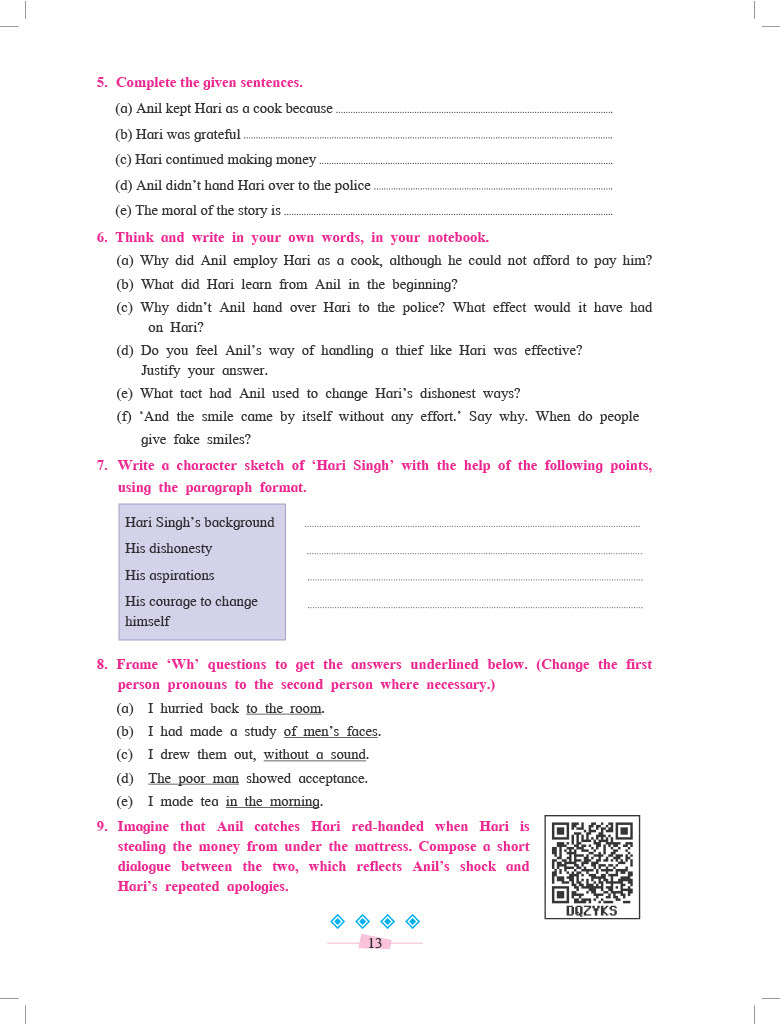 5. Complete the given sentences.
(a) Anil kept Hari as a cook because ............................................................
(b) Hari was grateful ............................................................
(c) Hari continued making money ............................................................
(d) Anil didn’t hand Hari over to the police ............................................................
(e) The moral of the story is ............................................................
6. Think and write in your own words, in your notebook.
(a) Why did Anil employ Hari as a cook, although he could not afford to pay him?
(b) What did Hari learn from Anil in the beginning?
(c) Why didn’t Anil hand over Hari to the police? What effect would it have had
on Hari?
(d) Do you feel Anil’s way of handling a thief like Hari was effective?
Justify your answer.
(e) What tact had Anil used to change Hari’s dishonest ways?
(f) ‘And the smile came by itself without any effort.’ Say why. When do people
give fake smiles?
7. Write a character sketch of ‘Hari Singh’ with the help of the following points,
using the paragraph format.
Hari Singh’s background ............................................................
His dishonesty ............................................................
His aspirations ............................................................
His courage to change ............................................................
himself
8. Frame ‘Wh’ questions to get the answers underlined below. (Change the first
person pronouns to the second person where necessary.)
(a) I hurried back to the room.
(b) I had made a study of men’s faces.
(c) I drew them out, without a sound.
(d) The poor man showed acceptance.
(e) I made tea in the morning.
9. Imagine that Anil catches Hari red-handed when Hari is
stealing the money from under the mattress. Compose a short
dialogue between the two, which reflects Anil’s shock and
Hari’s repeated apologies.
DQZYKS
13